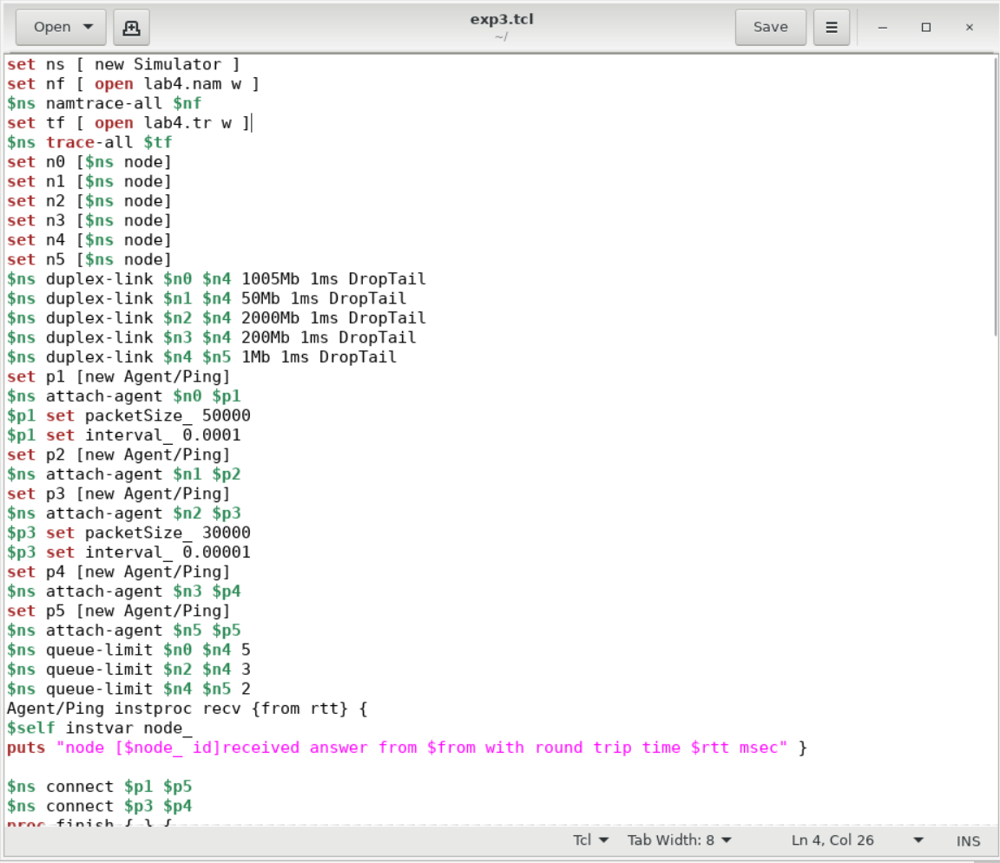 Open
exp3.tcl
~/
Save
set ns [ new Simulator ]
set nf [ open lab4.nam w ]
$ns namtrace-all $nf
set tf [ open lab4.tr w ]
$ns trace-all $tf
set n0 [$ns node]
set n1 [$ns node]
set n2 [$ns node]
set n3 [$ns node]
set n4 [$ns node]
set n5 [$ns node]
$ns duplex-link $n0 $n4 1005Mb 1ms DropTail
$ns duplex-link $n1 $n4 50Mb 1ms DropTail
$ns duplex-link $n2 $n4 2000Mb 1ms DropTail
$ns duplex-link $n3 $n4 200Mb 1ms DropTail
$ns duplex-link $n4 $n5 1Mb 1ms DropTail
set p1 [new Agent/Ping]
$ns attach-agent $n0 $p1
$p1 set packetSize_ 50000
$p1 set interval_ 0.0001
set p2 [new Agent/Ping]
$ns attach-agent $n1 $p2
set p3 [new Agent/Ping]
$ns attach-agent $n2 $p3
$p3 set packetSize_ 30000
$p3 set interval_ 0.00001
set p4 [new Agent/Ping]
$ns attach-agent $n3 $p4
set p5 [new Agent/Ping]
$ns attach-agent $n5 $p5
$ns queue-limit $n0 $n4 5
$ns queue-limit $n2 $n4 3
$ns queue-limit $n4 $n5 2
Agent/Ping instproc recv {from rtt} {
$self instvar node_
puts "node [$node_ id]received answer from $from with round trip time $rtt msec" }
$ns connect $p1 $p5
$ns connect $p3 $p4
proc finish { } {
Tcl
Tab Width: 8
Ln 4, Col 26
INS